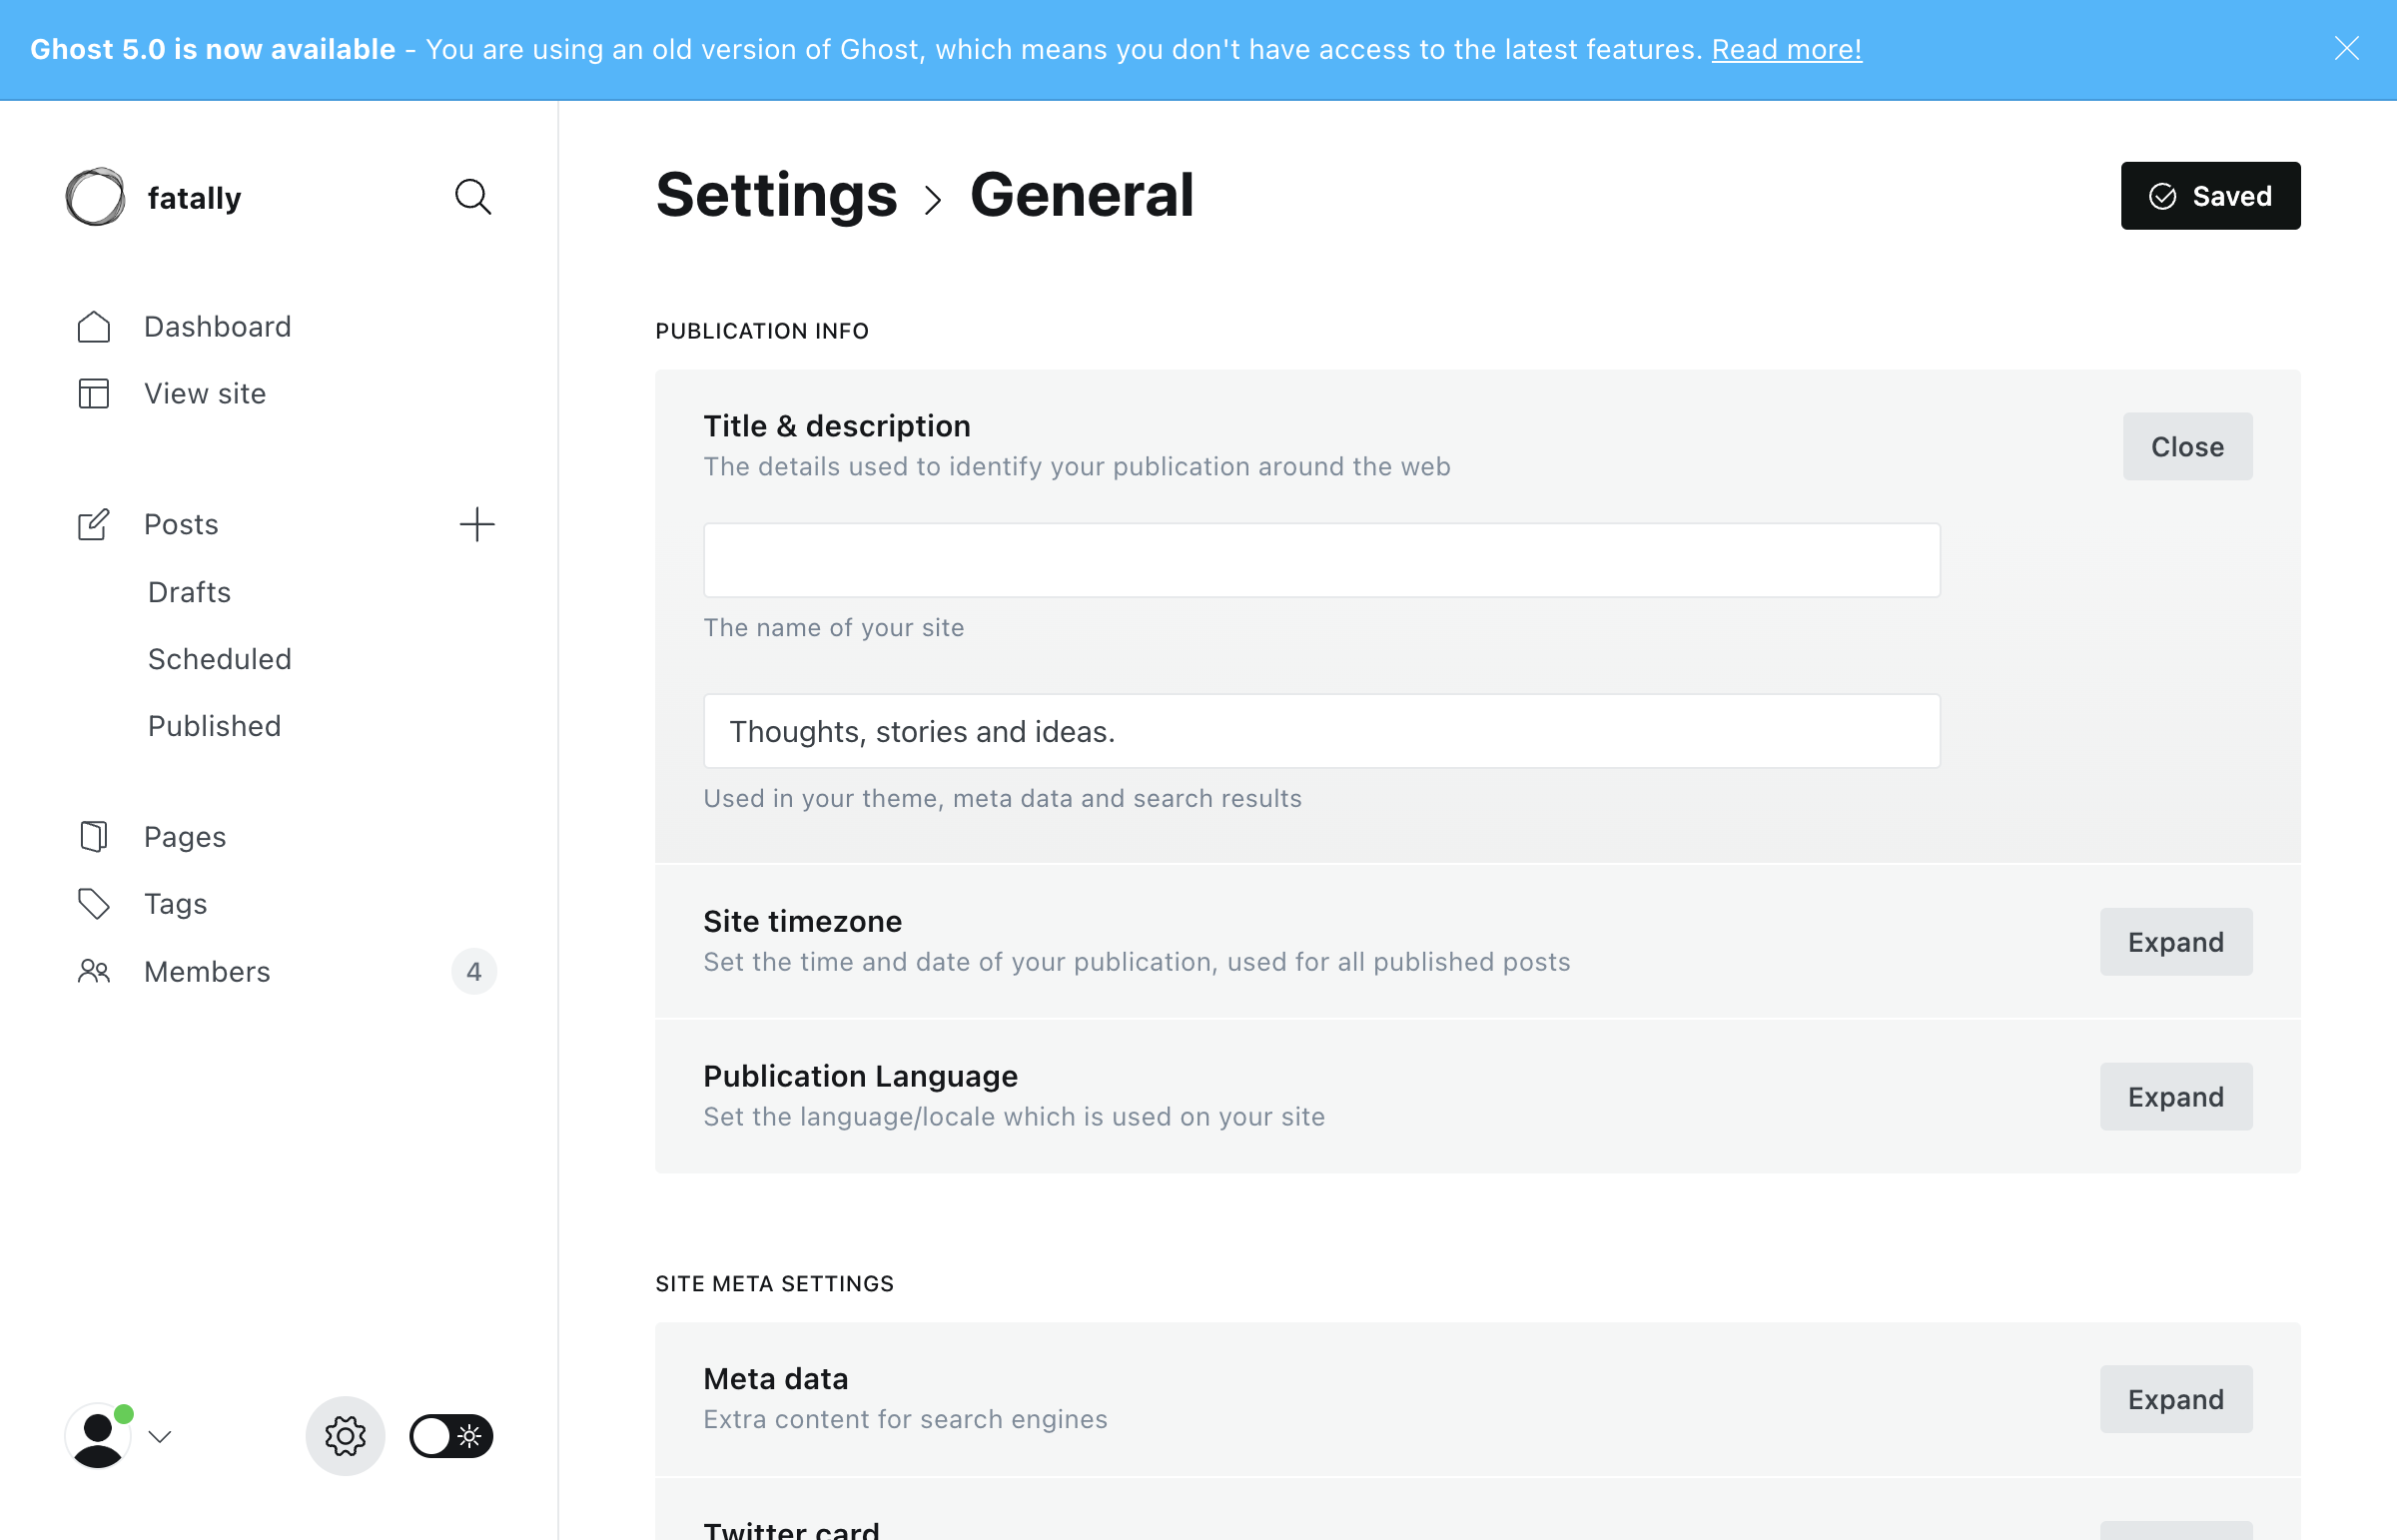 Ghost 5.0 is now available - You are using an old version of Ghost, which means you don't have access to the latest features. Read more!
fatally
Dashboard
View site
Posts
Drafts
Scheduled
Published
Pages
Tags
Members 4
Settings > General
Saved
PUBLICATION INFO
Title & description
The details used to identify your publication around the web
Close
The name of your site
Thoughts, stories and ideas.
Used in your theme, meta data and search results
Site timezone
Set the time and date of your publication, used for all published posts
Expand
Publication Language
Set the language/locale which is used on your site
Expand
SITE META SETTINGS
Meta data
Extra content for search engines
Expand
Twitter card